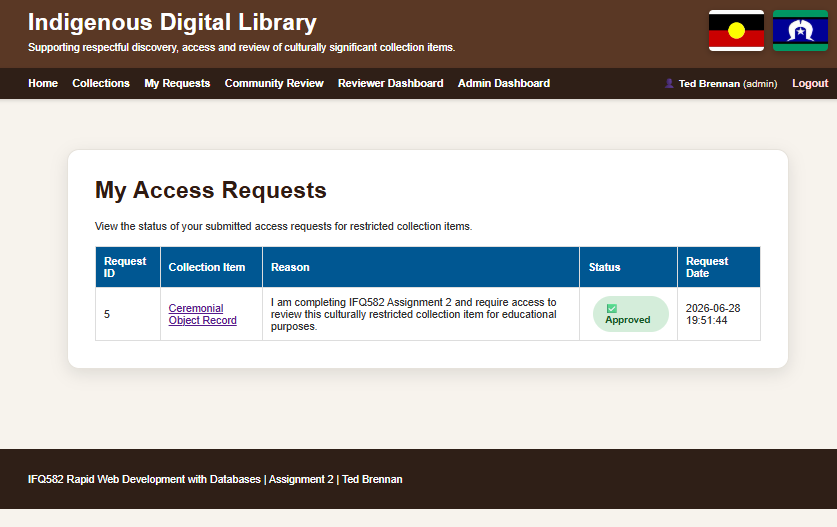 Indigenous Digital Library
Supporting respectful discovery, access and review of culturally significant collection items.
Home Collections My Requests Community Review Reviewer Dashboard Admin Dashboard Ted Brennan (admin) Logout
My Access Requests
View the status of your submitted access requests for restricted collection items.
Request ID Collection Item Reason Status Request Date
5 Ceremonial Object Record I am completing IFQ582 Assignment 2 and require access to review this culturally restricted collection item for educational purposes. ✅ Approved 2026-06-28 19:51:44
IFQ582 Rapid Web Development with Databases | Assignment 2 | Ted Brennan